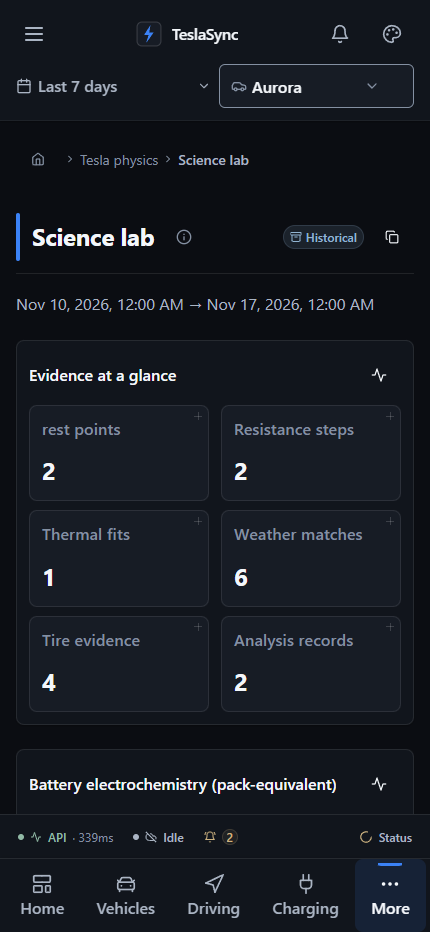 TeslaSync
Last 7 days
Aurora
Tesla physics
Science lab
Science lab
Historical
Nov 10, 2026, 12:00 AM → Nov 17, 2026, 12:00 AM
Evidence at a glance
rest points
Resistance steps
2
2
Thermal fits
Weather matches
1
6
Tire evidence
Analysis records
4
2
Battery electrochemistry (pack-equivalent)
API · 339ms
Idle
2
Status
Home
Vehicles
Driving
Charging
More